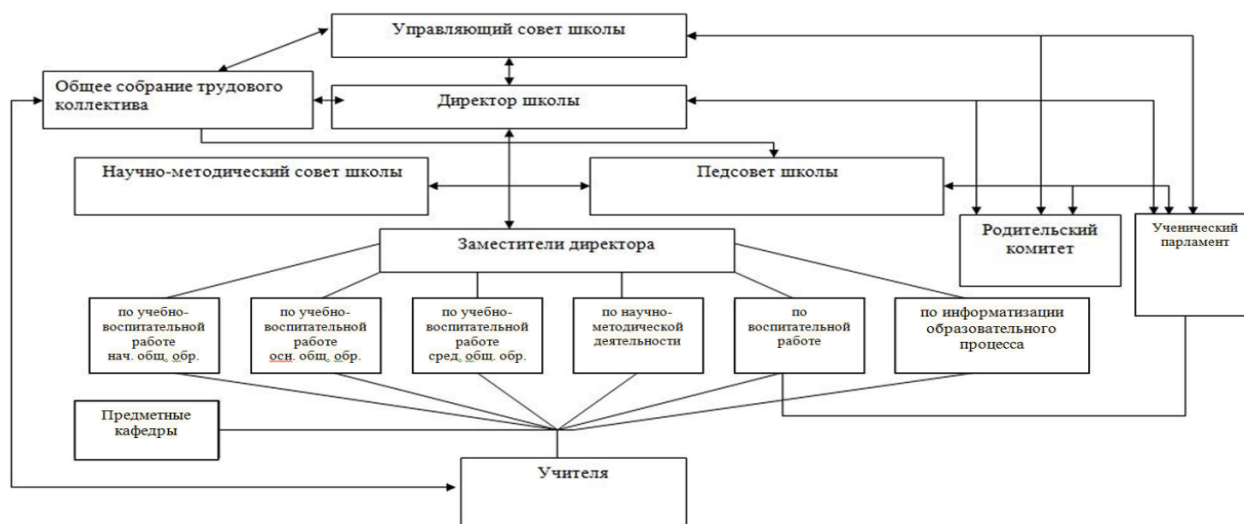 Управляющий совет школы
Общее собрание трудового
коллектива
Директор школы
Научно-методический совет школы
Педсовет школы
Родительский
комитет
Ученический
парламент
Заместители директора
по учебно-
воспитательной
работе
нач. общ. обр.
по учебно-
воспитательной
работе
осн. общ. обр.
по учебно-
воспитательной
работе
сред. общ. обр.
по научно-
методической
деятельности
по
воспитательной
работе
по информатизации
образовательного
процесса
Предметные
кафедры
Учителя